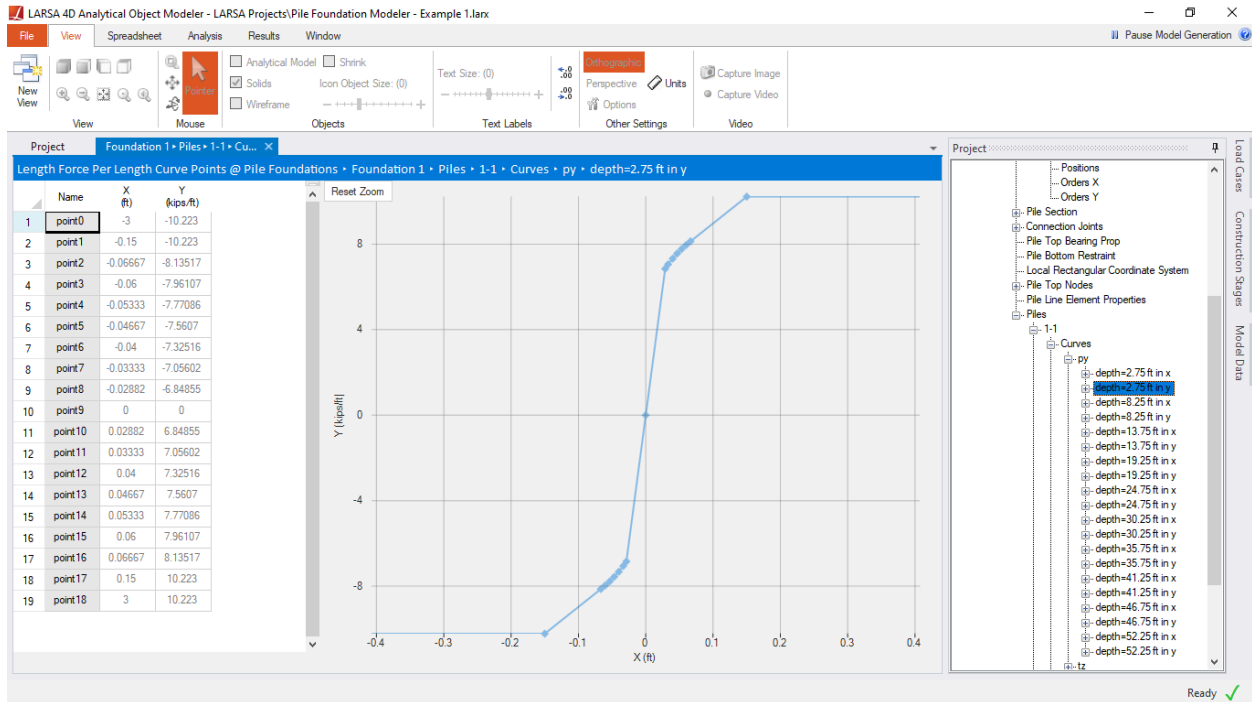 LARSA 4D Analytical Object Modeler - LARSA Projects\Pile Foundation Modeler - Example 1.larx
File View Spreadsheet Analysis Results Window Pause Model Generation
New View
View
Pointer
Mouse
Analytical Model Shrink
Solids Icon Object Size: (0)
Wireframe
Objects
Text Size: (0)
Text Labels
Orthographic
Perspective Units
Options
Other Settings
Capture Image
Capture Video
Video
Project Foundation 1 ▸ Piles ▸ 1-1 ▸ Cu...
Length Force Per Length Curve Points @ Pile Foundations ▸ Foundation 1 ▸ Piles ▸ 1-1 ▸ Curves ▸ py ▸ depth=2.75 ft in y
Name X (ft) Y (kips/ft)
1 point0 -3 -10.223
2 point1 -0.15 -10.223
3 point2 -0.06667 -8.13517
4 point3 -0.06 -7.96107
5 point4 -0.05333 -7.77086
6 point5 -0.04667 -7.5607
7 point6 -0.04 -7.32516
8 point7 -0.03333 -7.05602
9 point8 -0.02882 -6.84855
10 point9 0 0
11 point10 0.02882 6.84855
12 point11 0.03333 7.05602
13 point12 0.04 7.32516
14 point13 0.04667 7.5607
15 point14 0.05333 7.77086
16 point15 0.06 7.96107
17 point16 0.06667 8.13517
18 point17 0.15 10.223
19 point18 3 10.223
Reset Zoom
Y (kips/ft)
8
4
0
-4
-8
-0.4 -0.3 -0.2 -0.1 0 0.1 0.2 0.3 0.4
X (ft)
Project
Positions
Orders X
Orders Y
Pile Section
Connection Joints
Pile Top Bearing Prop
Pile Bottom Restraint
Local Rectangular Coordinate System
Pile Top Nodes
Pile Line Element Properties
Piles
1-1
Curves
py
depth=2.75 ft in x
depth=2.75 ft in y
depth=8.25 ft in x
depth=8.25 ft in y
depth=13.75 ft in x
depth=13.75 ft in y
depth=19.25 ft in x
depth=19.25 ft in y
depth=24.75 ft in x
depth=24.75 ft in y
depth=30.25 ft in x
depth=30.25 ft in y
depth=35.75 ft in x
depth=35.75 ft in y
depth=41.25 ft in x
depth=41.25 ft in y
depth=46.75 ft in x
depth=46.75 ft in y
depth=52.25 ft in x
depth=52.25 ft in y
tz
Load Cases
Construction Stages
Model Data
Ready